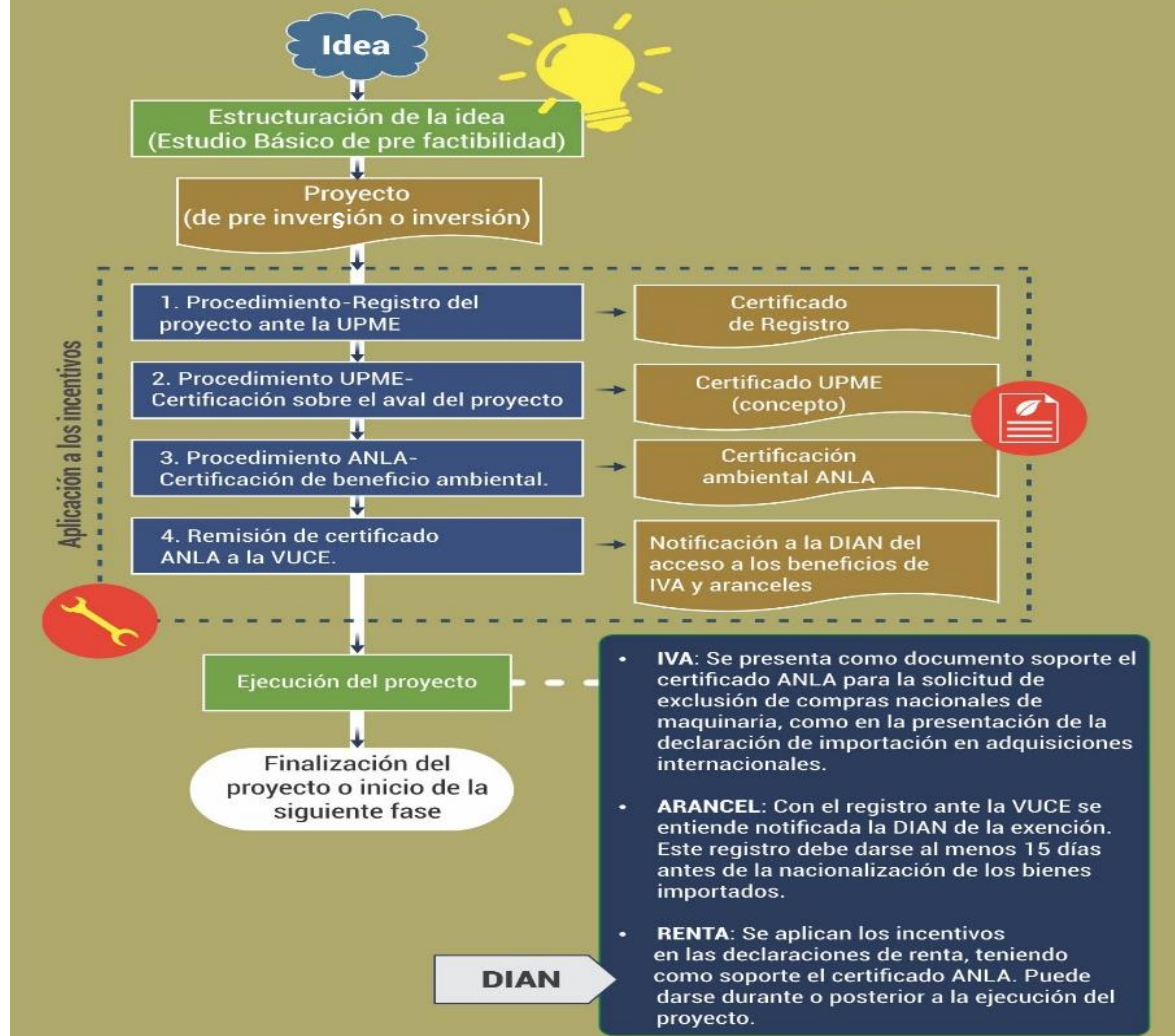 Idea
Estructuración de la idea
(Estudio Básico de pre factibilidad)
Proyecto
(de pre inversión o inversión)
Aplicación a los incentivos
1. Procedimiento-Registro del
proyecto ante la UPME
Certificado
de Registro
2. Procedimiento UPME-
Certificación sobre el aval del proyecto
Certificado UPME
(concepto)
3. Procedimiento ANLA-
Certificación de beneficio ambiental.
Certificación
ambiental ANLA
4. Remisión de certificado
ANLA a la VUCE.
Notificación a la DIAN del
acceso a los beneficios de
IVA y aranceles
Ejecución del proyecto
Finalización del
proyecto o inicio de la
siguiente fase
• IVA: Se presenta como documento soporte el
certificado ANLA para la solicitud de
exclusión de compras nacionales de
maquinaria, como en la presentación de la
declaración de importación en adquisiciones
internacionales.
• ARANCEL: Con el registro ante la VUCE se
entiende notificada la DIAN de la exención.
Este registro debe darse al menos 15 días
antes de la nacionalización de los bienes
importados.
• RENTA: Se aplican los incentivos
en las declaraciones de renta, teniendo
como soporte el certificado ANLA. Puede
darse durante o posterior a la ejecución del
proyecto.
DIAN